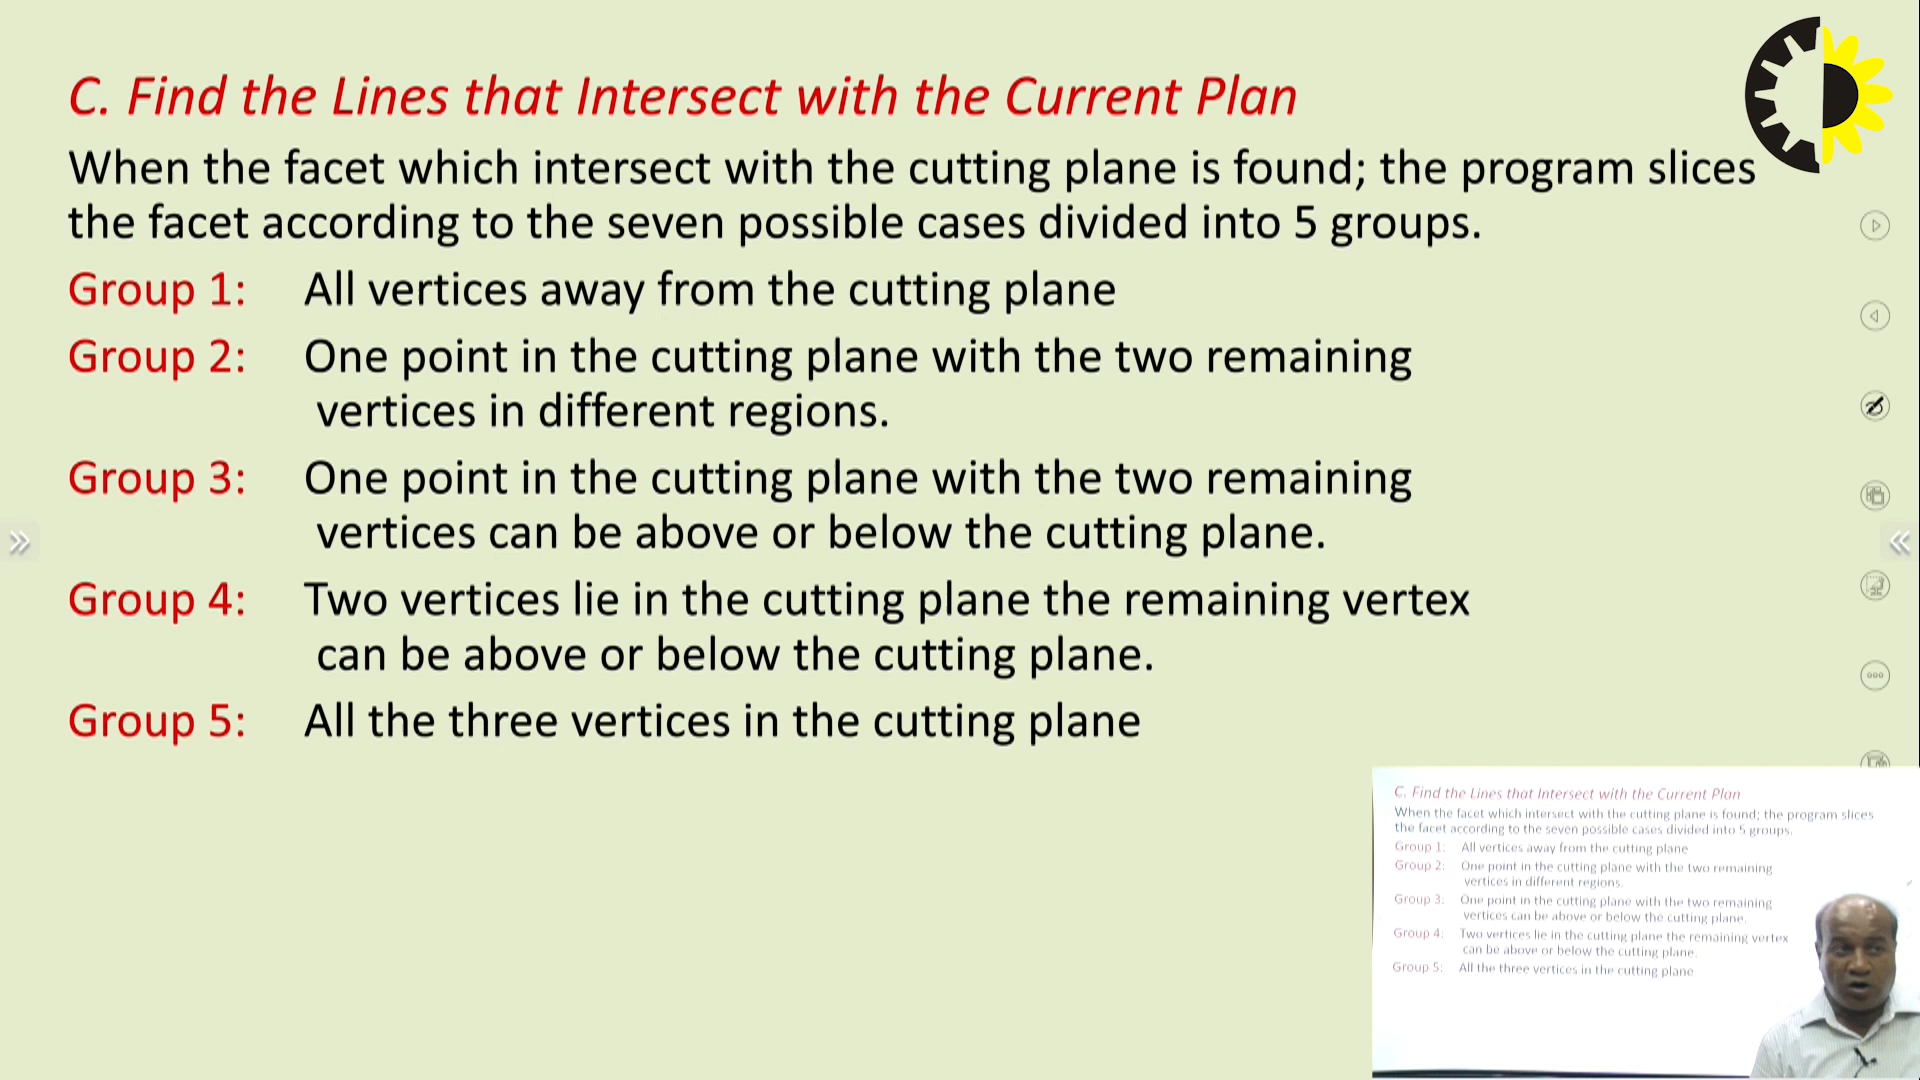 C. Find the Lines that Intersect with the Current Plan
When the facet which intersect with the cutting plane is found; the program slices
the facet according to the seven possible cases divided into 5 groups.
Group 1: All vertices away from the cutting plane
Group 2: One point in the cutting plane with the two remaining
vertices in different regions.
Group 3: One point in the cutting plane with the two remaining
vertices can be above or below the cutting plane.
Group 4: Two vertices lie in the cutting plane the remaining vertex
can be above or below the cutting plane.
Group 5: All the three vertices in the cutting plane
C. Find the Lines that Intersect with the Current Plan
When the facet which intersect with the cutting plane is found; the program slices
the facet according to the seven possible cases divided into 5 groups.
Group 1: All vertices away from the cutting plane
Group 2: One point in the cutting plane with the two remaining
vertices in different regions.
Group 3: One point in the cutting plane with the two remaining
vertices can be above or below the cutting plane.
Group 4: Two vertices lie in the cutting plane the remaining vertex
can be above or below the cutting plane.
Group 5: All the three vertices in the cutting plane